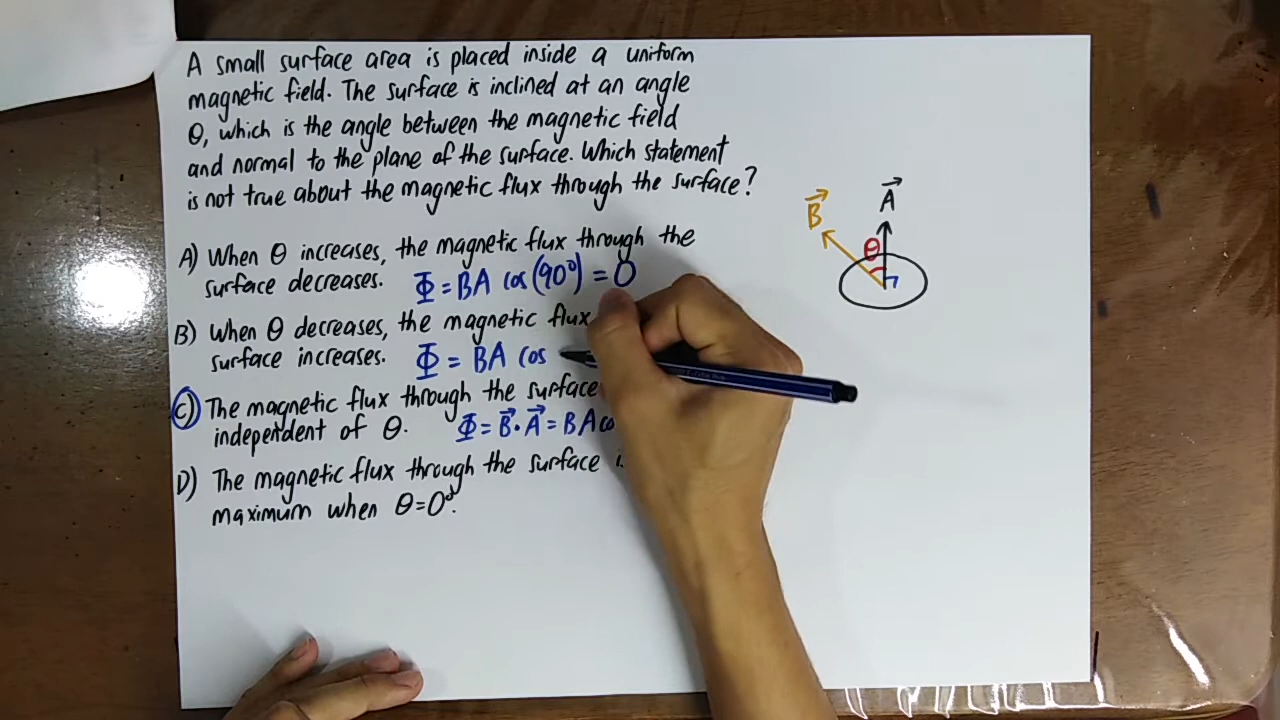 A small surface area is placed inside a uniform
magnetic field. The surface is inclined at an angle
θ, which is the angle between the magnetic field
and normal to the plane of the surface. Which statement
is not true about the magnetic flux through the surface?
A) When θ increases, the magnetic flux through the
surface decreases. Φ = BA cos(90°) = 0
B) When θ decreases, the magnetic flux
surface increases. Φ = BA cos
C) The magnetic flux through the surface
independent of θ. Φ = B⃗·A⃗ = BA
D) The magnetic flux through the surface
maximum when θ=0°.
B⃗ A⃗
θ